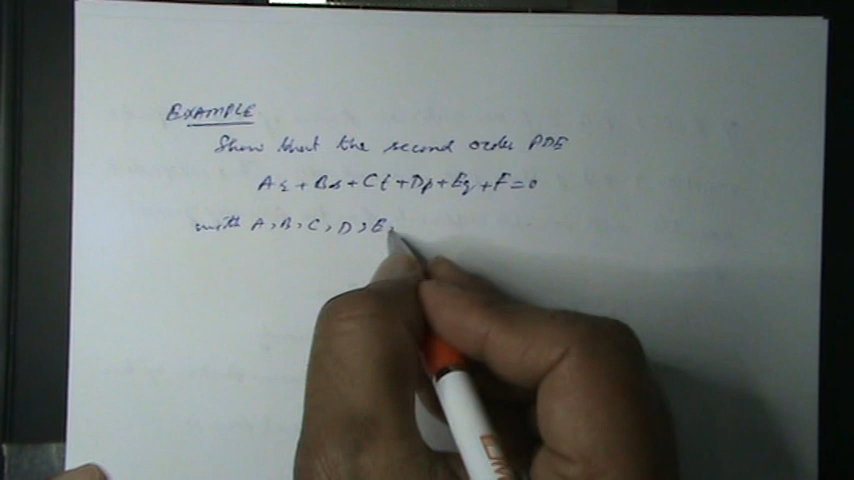 EXAMPLE
Show that the second order PDE
Ar + Bs + Ct + Dp + Eq + F = 0
with A, B, C, D, E,